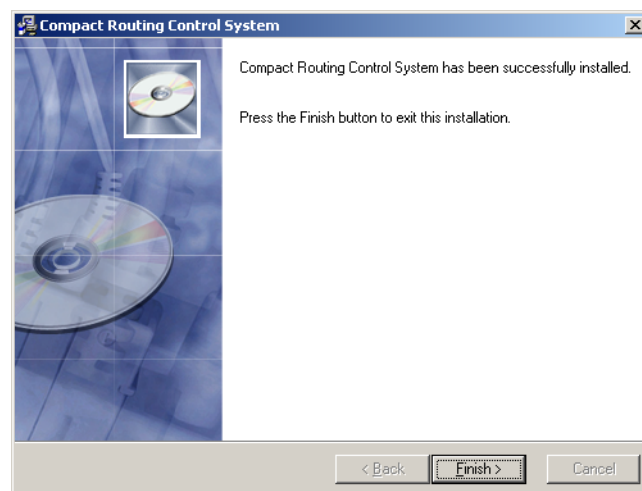 Compact Routing Control System
Compact Routing Control System has been successfully installed.
Press the Finish button to exit this installation.
< Back
Finish >
Cancel